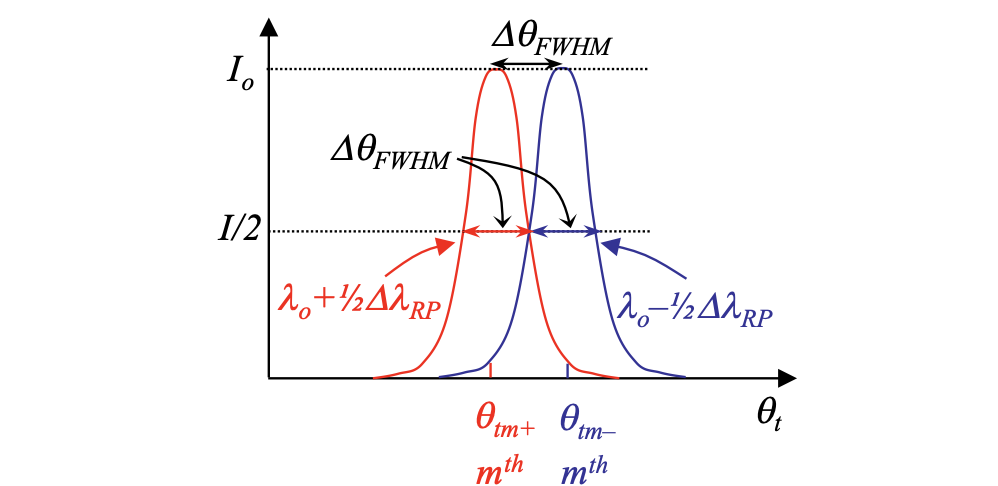 Δθ_FWHM
I_o
Δθ_FWHM
I/2
λ_o+½Δλ_RP
λ_o–½Δλ_RP
θ_t
θ_tm+ θ_tm–
m^th m^th